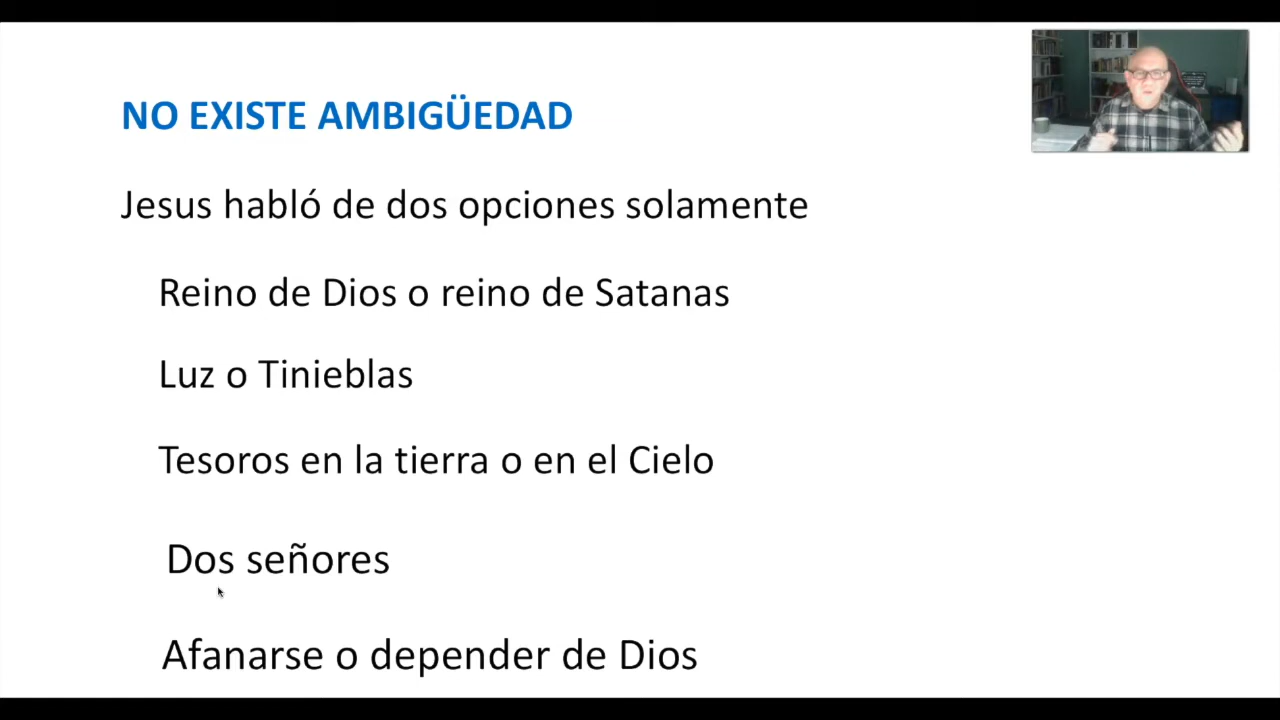 NO EXISTE AMBIGÜEDAD
Jesus habló de dos opciones solamente
Reino de Dios o reino de Satanas
Luz o Tinieblas
Tesoros en la tierra o en el Cielo
Dos señores
Afanarse o depender de Dios